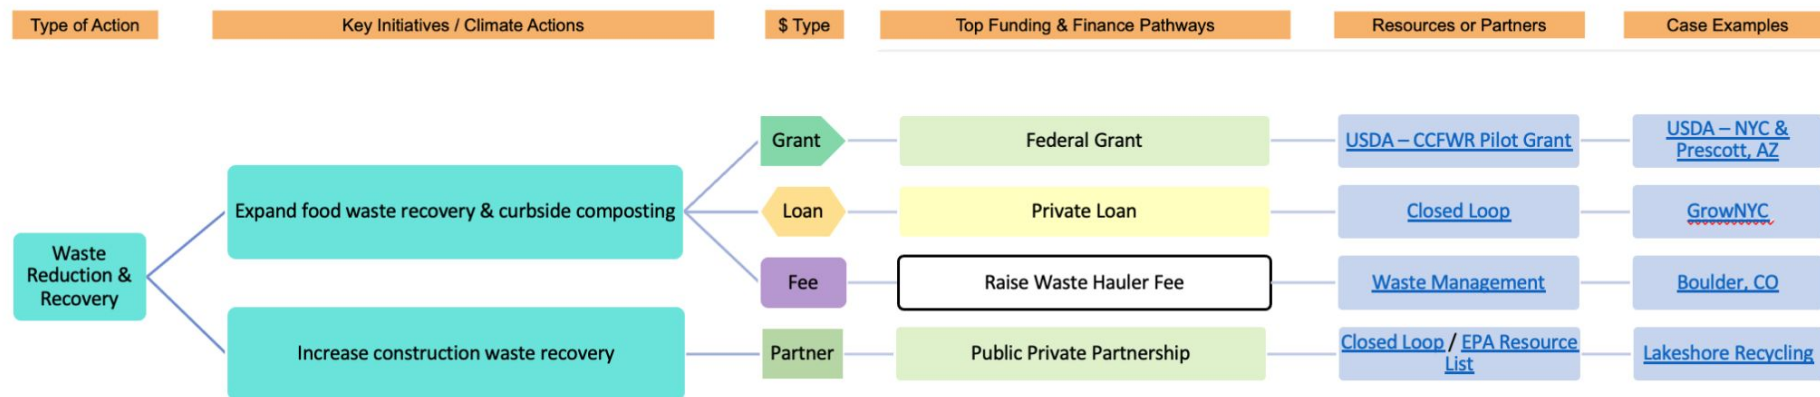 Type of Action
Key Initiatives / Climate Actions
$ Type
Top Funding & Finance Pathways
Resources or Partners
Case Examples
Waste
Reduction &
Recovery
Expand food waste recovery & curbside composting
Grant
Federal Grant
USDA – CCFWR Pilot Grant
USDA – NYC &
Prescott, AZ
Loan
Private Loan
Closed Loop
GrowNYC
Fee
Raise Waste Hauler Fee
Waste Management
Boulder, CO
Increase construction waste recovery
Partner
Public Private Partnership
Closed Loop / EPA Resource
List
Lakeshore Recycling